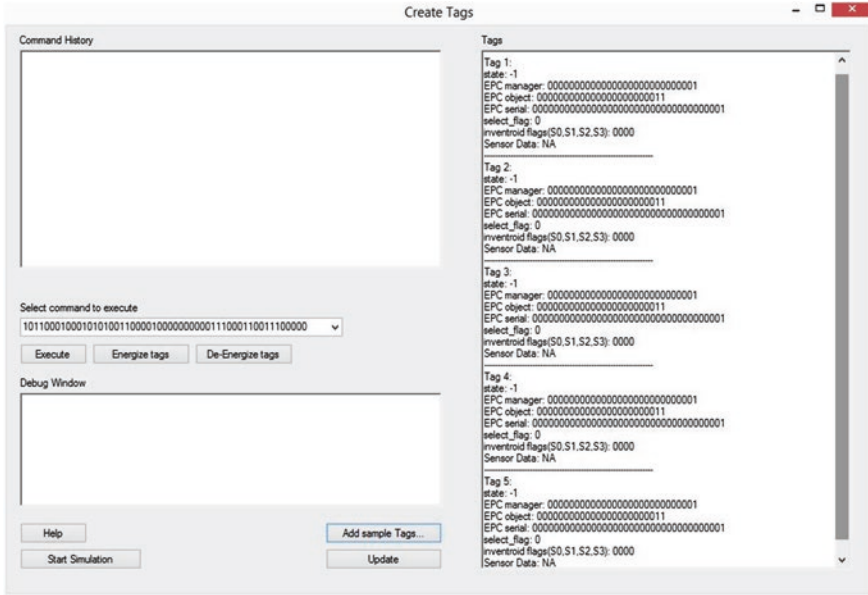 Create Tags
Command History
Tags
Tag 1:
state: -1
EPC manager: 0000000000000000000000000001
EPC object: 000000000000000000000011
EPC serial: 000000000000000000000000000000000001
select_flag: 0
inventroid flags(S0,S1,S2,S3): 0000
Sensor Data: NA
----------------------------------------------------
Tag 2:
state: -1
EPC manager: 0000000000000000000000000001
EPC object: 000000000000000000000011
EPC serial: 000000000000000000000000000000000001
select_flag: 0
inventroid flags(S0,S1,S2,S3): 0000
Sensor Data: NA
----------------------------------------------------
Tag 3:
state: -1
EPC manager: 0000000000000000000000000001
EPC object: 000000000000000000000011
EPC serial: 000000000000000000000000000000000001
select_flag: 0
inventroid flags(S0,S1,S2,S3): 0000
Sensor Data: NA
----------------------------------------------------
Tag 4:
state: -1
EPC manager: 0000000000000000000000000001
EPC object: 000000000000000000000011
EPC serial: 000000000000000000000000000000000001
select_flag: 0
inventroid flags(S0,S1,S2,S3): 0000
Sensor Data: NA
----------------------------------------------------
Tag 5:
state: -1
EPC manager: 0000000000000000000000000001
EPC object: 000000000000000000000011
EPC serial: 000000000000000000000000000000000001
select_flag: 0
inventroid flags(S0,S1,S2,S3): 0000
Sensor Data: NA
Select command to execute
10110001000101010011000010000000000111000110011100000
Execute
Energize tags
De-Energize tags
Debug Window
Help
Add sample Tags...
Start Simulation
Update